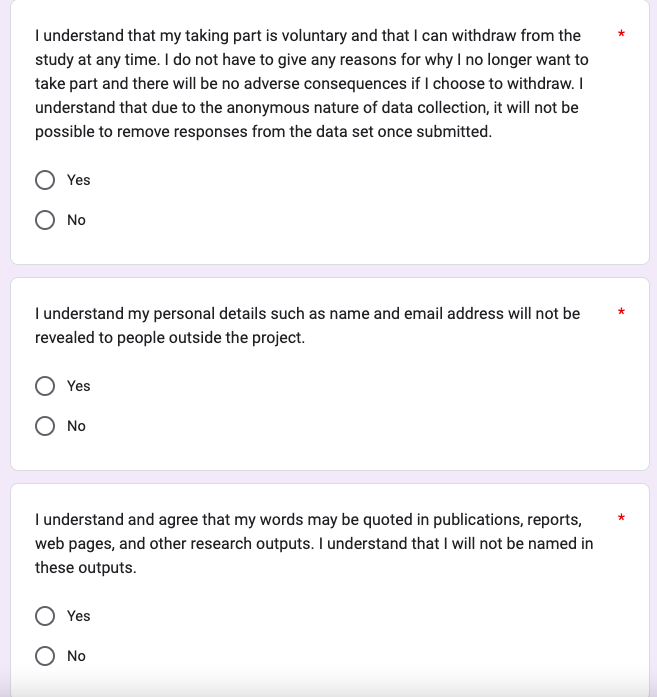 I understand that my taking part is voluntary and that I can withdraw from the *
study at any time. I do not have to give any reasons for why I no longer want to
take part and there will be no adverse consequences if I choose to withdraw. I
understand that due to the anonymous nature of data collection, it will not be
possible to remove responses from the data set once submitted.
Yes
No
I understand my personal details such as name and email address will not be *
revealed to people outside the project.
Yes
No
I understand and agree that my words may be quoted in publications, reports, *
web pages, and other research outputs. I understand that I will not be named in
these outputs.
Yes
No